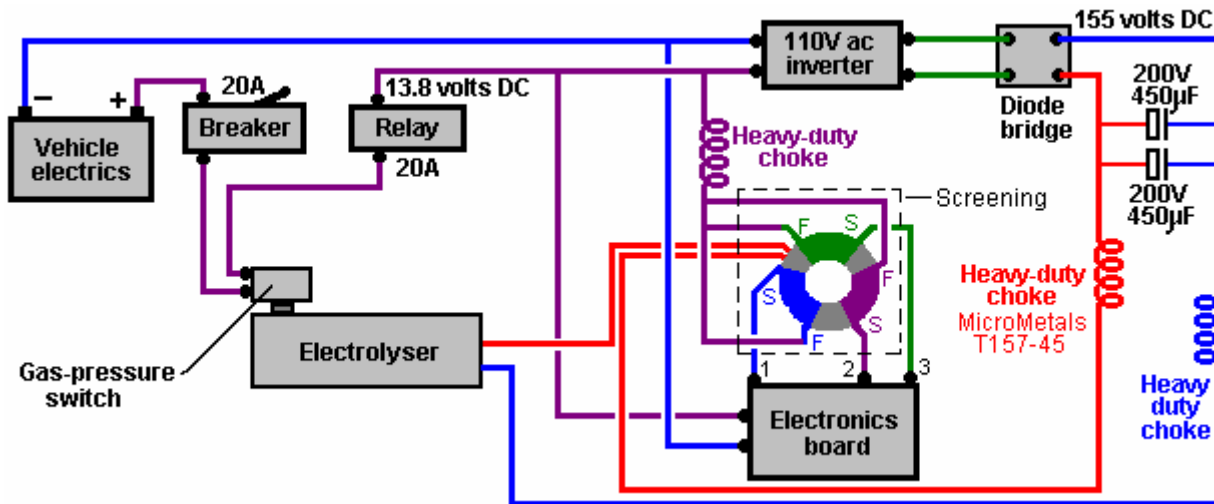 155 volts DC
110V ac
inverter
200V
450µF
20A
13.8 volts DC
– +
Breaker
Relay
Diode
bridge
Vehicle
electrics
20A
Heavy-duty
choke
200V
450µF
Screening
F S
F
S
S
F
Heavy-duty
choke
MicroMetals
T157-45
Gas-pressure
switch
Electrolyser
1 2 3
Electronics
board
Heavy
duty
choke